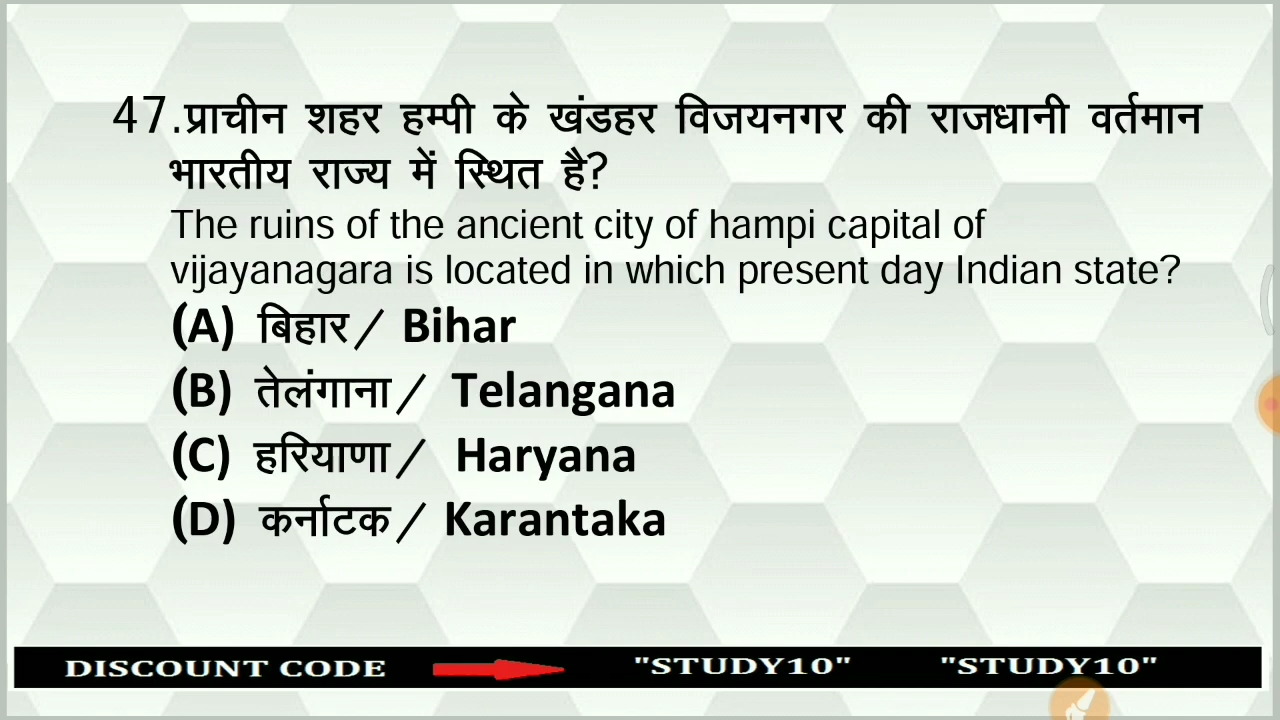 47.प्राचीन शहर हम्पी के खंडहर विजयनगर की राजधानी वर्तमान
भारतीय राज्य में स्थित है?
The ruins of the ancient city of hampi capital of
vijayanagara is located in which present day Indian state?
(A) बिहार/ Bihar
(B) तेलंगाना/ Telangana
(C) हरियाणा/ Haryana
(D) कर्नाटक/ Karantaka
DISCOUNT CODE "STUDY10" "STUDY10"